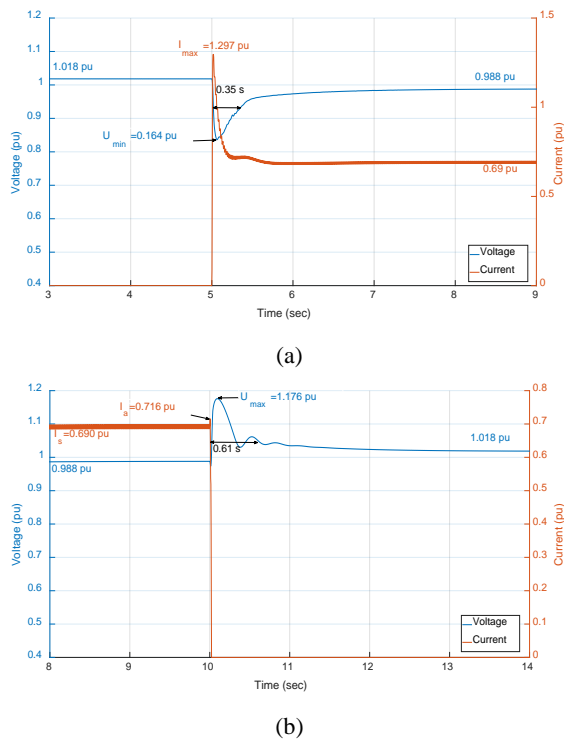 1.2
1.1
1
0.9
0.8
0.7
0.6
0.5
0.4
Voltage (pu)
1.5
1
0.5
0
Current (pu)
I max =1.297 pu
1.018 pu
0.35 s
0.988 pu
U min =0.164 pu
0.69 pu
Voltage
Current
3 4 5 6 7 8 9
Time (sec)
(a)
1.2
1.1
1
0.9
0.8
0.7
0.6
0.5
0.4
Voltage (pu)
0.8
0.7
0.6
0.5
0.4
0.3
0.2
0.1
0
Current (pu)
I a =0.716 pu
U max =1.176 pu
I s =0.690 pu
1.018 pu
0.61 s
0.988 pu
Voltage
Current
8 9 10 11 12 13 14
Time (sec)
(b)